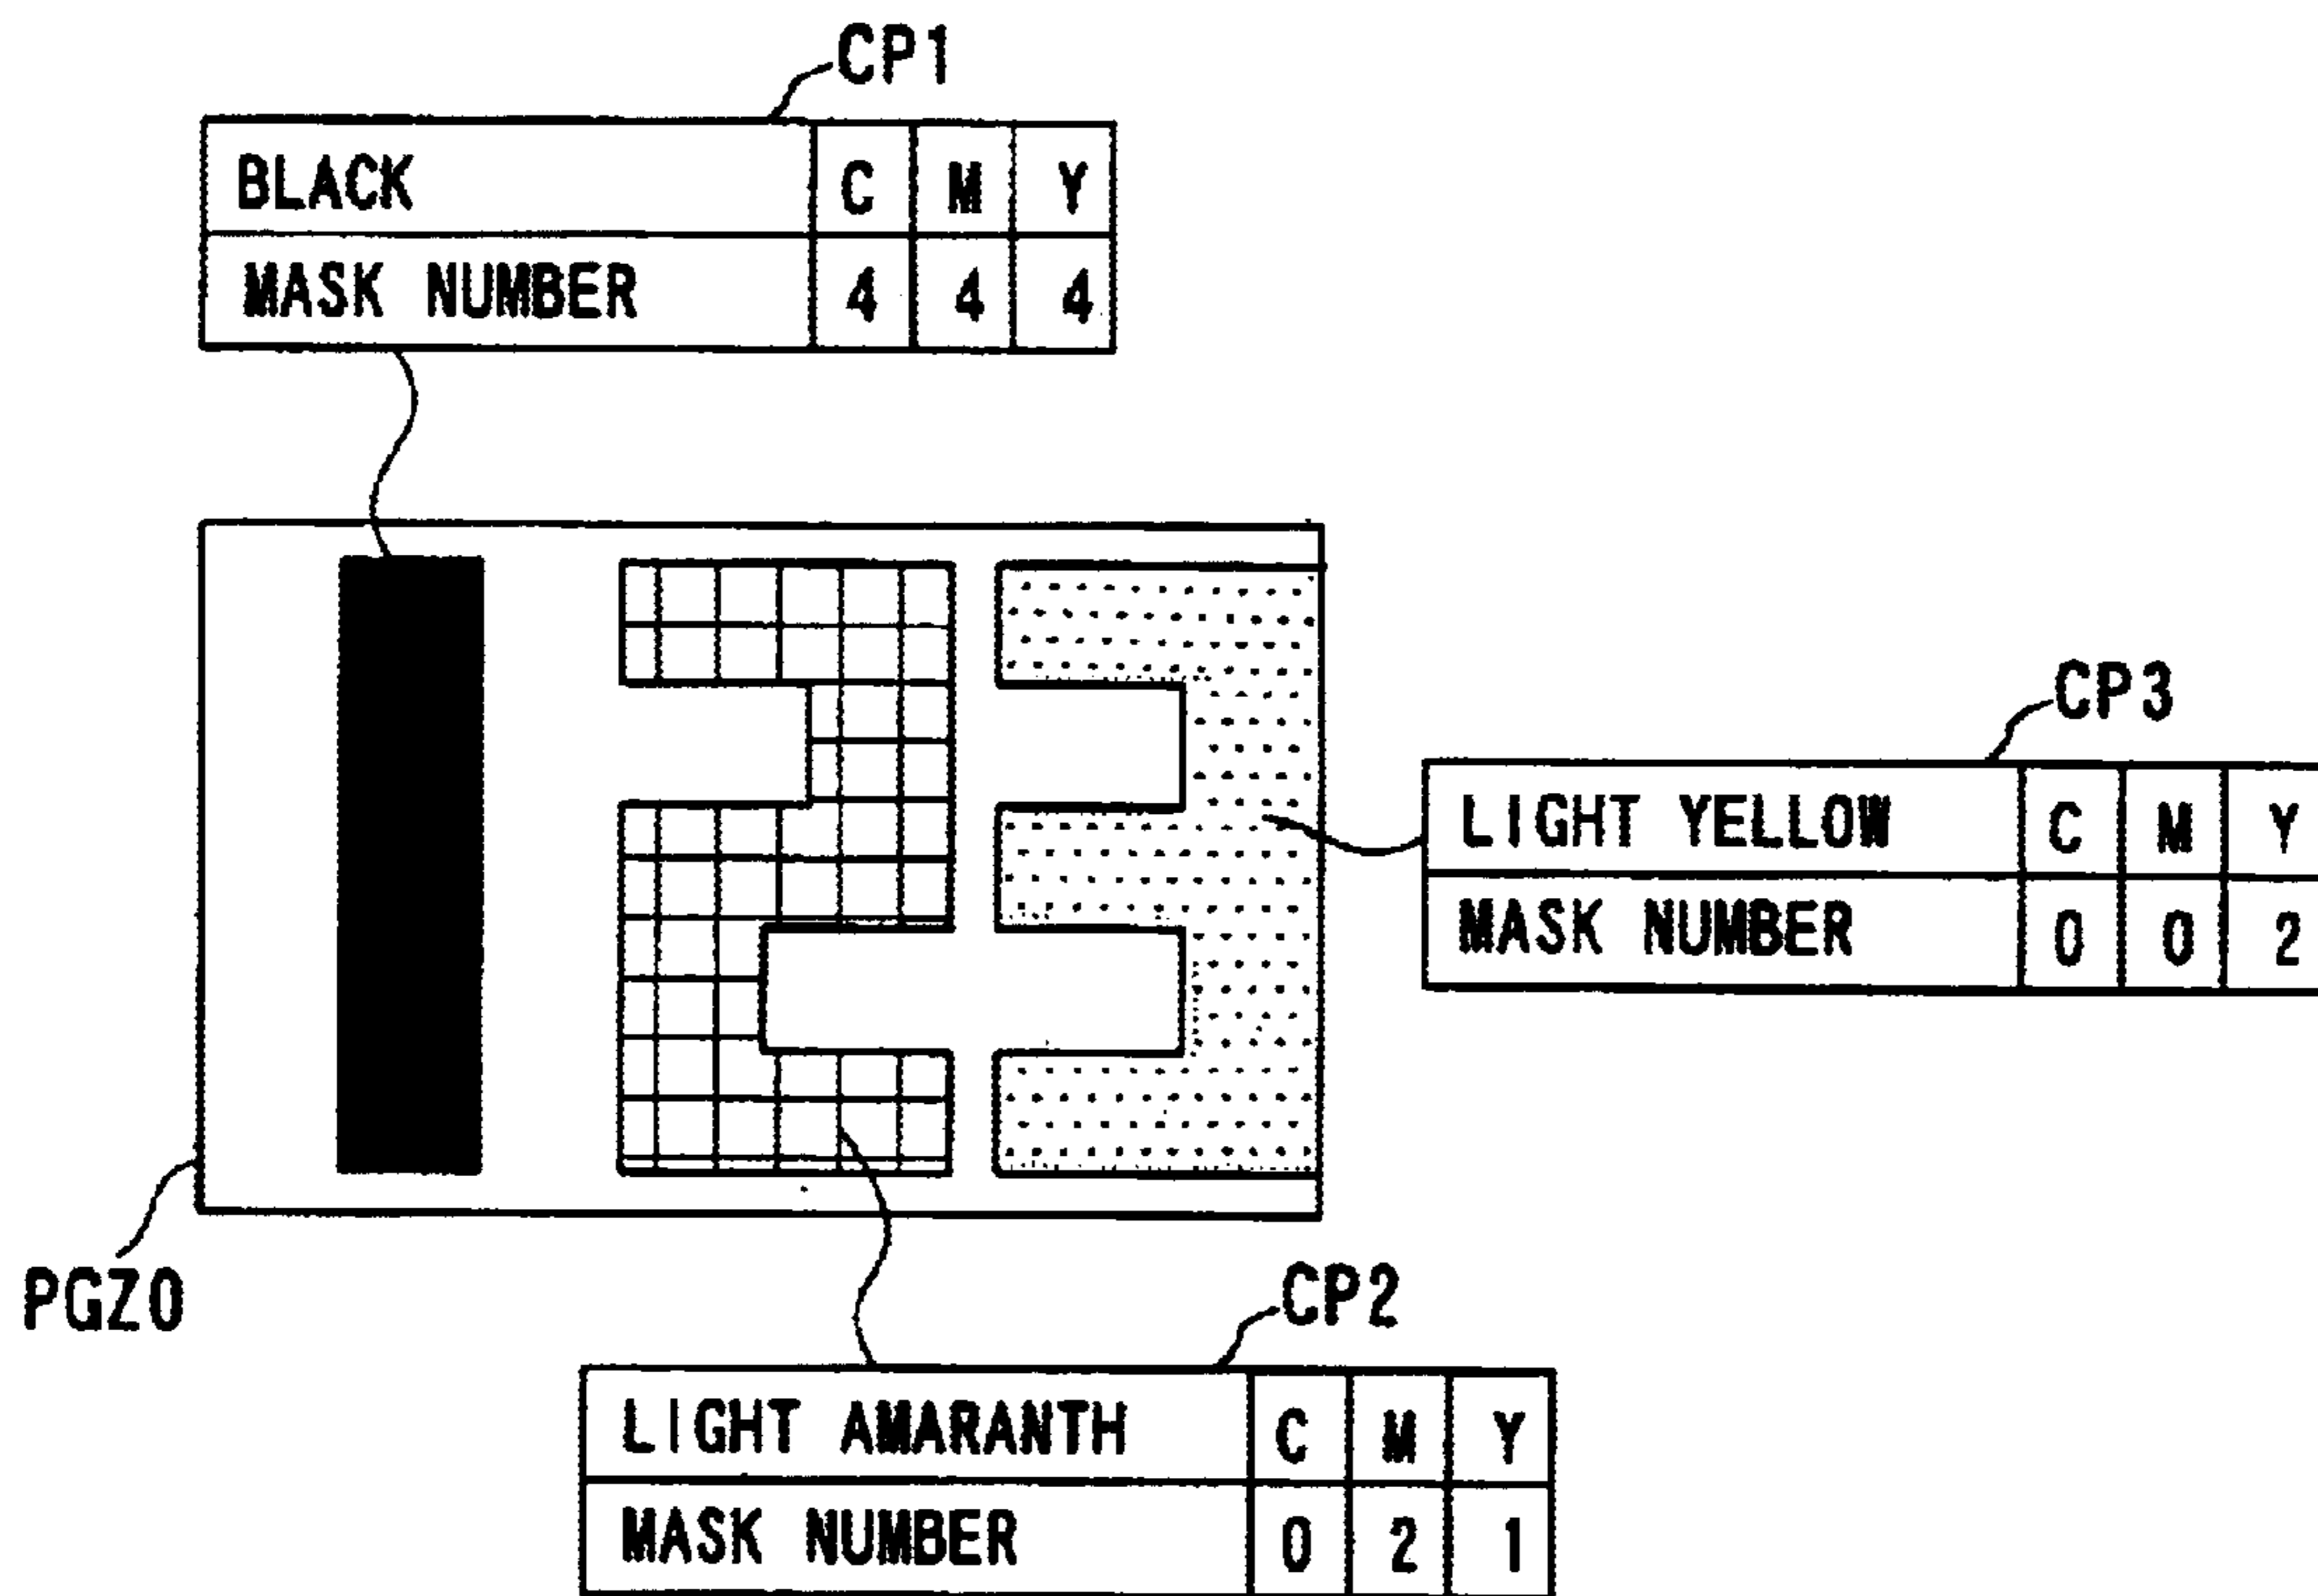 CP1
BLACK C M Y
MASK NUMBER 4 4 4
123
CP3
LIGHT YELLOW C M Y
MASK NUMBER 0 0 2
PGZ0
CP2
LIGHT AMARANTH C M Y
MASK NUMBER 0 2 1